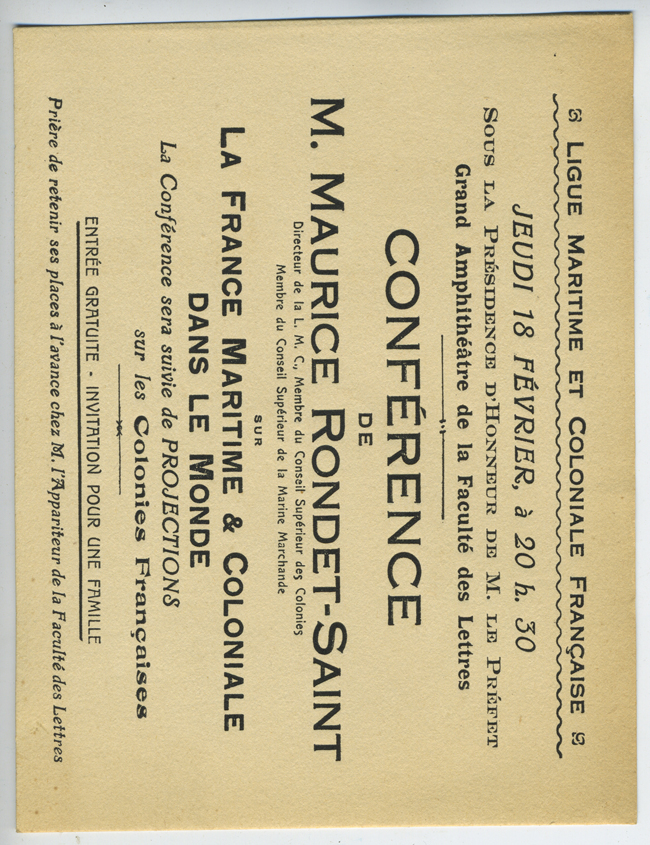 LIGUE MARITIME ET COLONIALE FRANÇAISE
JEUDI 18 FÉVRIER, à 20 h. 30
SOUS LA PRÉSIDENCE D'HONNEUR DE M. LE PRÉFET
Grand Amphithéâtre de la Faculté des Lettres
CONFÉRENCE
DE
M. MAURICE RONDET-SAINT
Directeur de la L. M. C., Membre du Conseil Supérieur des Colonies
Membre du Conseil Supérieur de la Marine Marchande
SUR
LA FRANCE MARITIME & COLONIALE
DANS LE MONDE
La Conférence sera suivie de PROJECTIONS
sur les Colonies Françaises
ENTRÉE GRATUITE - INVITATION POUR UNE FAMILLE
Prière de retenir ses places à l'avance chez M. l'Appariteur de la Faculté des Lettres